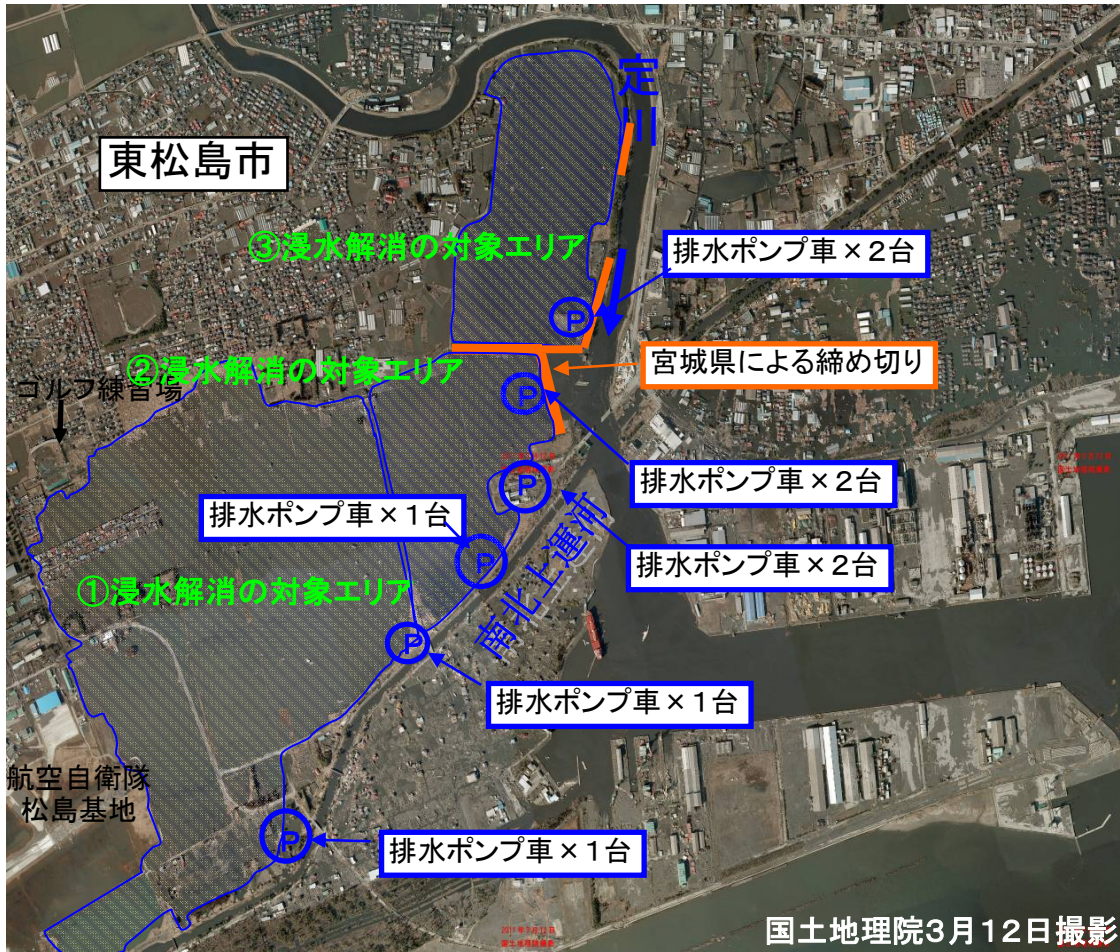 定川
東松島市
③浸水解消の対象エリア
排水ポンプ車×2台
P
②浸水解消の対象エリア
宮城県による締め切り
ゴルフ練習場
P
排水ポンプ車×2台
P
排水ポンプ車×1台
P
排水ポンプ車×2台
①浸水解消の対象エリア
南北上運河
P
排水ポンプ車×1台
航空自衛隊
松島基地
P
排水ポンプ車×1台
国土地理院3月12日撮影